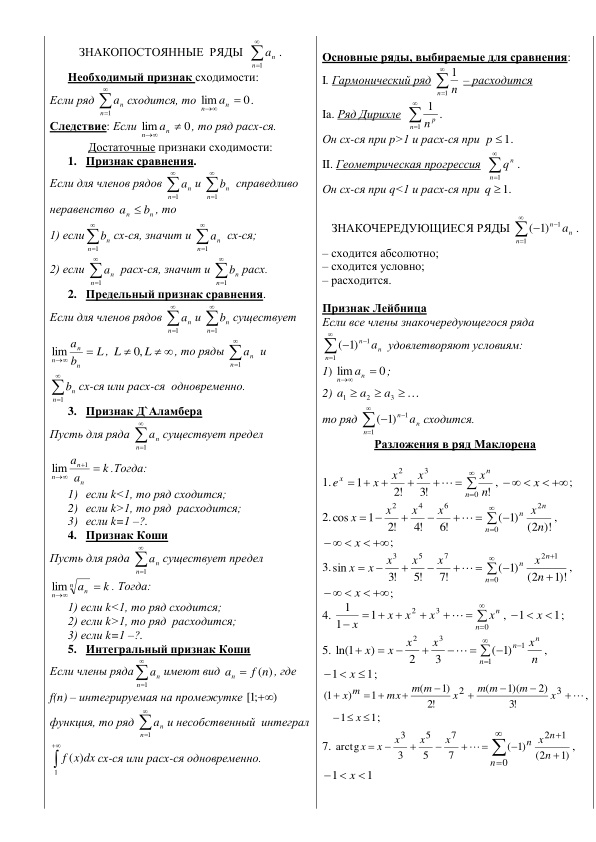 ЗНАКОПОСТОЯННЫЕ РЯДЫ $\sum_{n=1}^{\infty} a_n$ .
Необходимый признак сходимости:
Если ряд $\sum_{n=1}^{\infty} a_n$ сходится, то $\lim_{n\to\infty} a_n = 0$.
Следствие: Если $\lim_{n\to\infty} a_n \neq 0$, то ряд расх-ся.
Достаточные признаки сходимости:
1. Признак сравнения.
Если для членов рядов $\sum_{n=1}^{\infty} a_n$ и $\sum_{n=1}^{\infty} b_n$ справедливо
неравенство $a_n \leq b_n$, то
1) если $\sum_{n=1}^{\infty} b_n$ сх-ся, значит и $\sum_{n=1}^{\infty} a_n$ сх-ся;
2) если $\sum_{n=1}^{\infty} a_n$ расх-ся, значит и $\sum_{n=1}^{\infty} b_n$ расх.
2. Предельный признак сравнения.
Если для членов рядов $\sum_{n=1}^{\infty} a_n$ и $\sum_{n=1}^{\infty} b_n$ существует
$\lim_{n\to\infty} \frac{a_n}{b_n} = L$, $L \neq 0, L \neq \infty$, то ряды $\sum_{n=1}^{\infty} a_n$ и
$\sum_{n=1}^{\infty} b_n$ сх-ся или расх-ся одновременно.
3. Признак Д`Аламбера
Пусть для ряда $\sum_{n=1}^{\infty} a_n$ существует предел
$\lim_{n\to\infty} \frac{a_{n+1}}{a_n} = k$ .Тогда:
1) если k<1, то ряд сходится;
2) если k>1, то ряд расходится;
3) если k=1 –?.
4. Признак Коши
Пусть для ряда $\sum_{n=1}^{\infty} a_n$ существует предел
$\lim_{n\to\infty} \sqrt[n]{a_n} = k$ . Тогда:
1) если k<1, то ряд сходится;
2) если k>1, то ряд расходится;
3) если k=1 –?.
5. Интегральный признак Коши
Если члены ряда $\sum_{n=1}^{\infty} a_n$ имеют вид $a_n = f(n)$, где
f(n) – интегрируемая на промежутке $[1;+\infty)$
функция, то ряд $\sum_{n=1}^{\infty} a_n$ и несобственный интеграл
$\int_{1}^{+\infty} f(x)dx$ сх-ся или расх-ся одновременно.
Основные ряды, выбираемые для сравнения:
I. Гармонический ряд $\sum_{n=1}^{\infty} \frac{1}{n}$ – расходится
Ia. Ряд Дирихле $\sum_{n=1}^{\infty} \frac{1}{n^p}$ .
Он сх-ся при p>1 и расх-ся при $p \leq 1$.
II. Геометрическая прогрессия $\sum_{n=1}^{\infty} q^n$ .
Он сх-ся при q<1 и расх-ся при $q \geq 1$.
ЗНАКОЧЕРЕДУЮЩИЕСЯ РЯДЫ $\sum_{n=1}^{\infty} (-1)^{n-1} a_n$ .
– сходится абсолютно;
– сходится условно;
– расходится.
Признак Лейбница
Если все члены знакочередующегося ряда
$\sum_{n=1}^{\infty} (-1)^{n-1} a_n$ удовлетворяют условиям:
1) $\lim_{n\to\infty} a_n = 0$;
2) $a_1 \geq a_2 \geq a_3 \geq \dots$
то ряд $\sum_{n=1}^{\infty} (-1)^{n-1} a_n$ сходится.
Разложения в ряд Маклорена
1. $e^x = 1 + x + \frac{x^2}{2!} + \frac{x^3}{3!} + \cdots = \sum_{n=0}^{\infty} \frac{x^n}{n!}$, $-\infty < x < +\infty$;
2. $\cos x = 1 - \frac{x^2}{2!} + \frac{x^4}{4!} - \frac{x^6}{6!} + \cdots = \sum_{n=0}^{\infty} (-1)^n \frac{x^{2n}}{(2n)!}$,
$-\infty < x < +\infty$;
3. $\sin x = x - \frac{x^3}{3!} + \frac{x^5}{5!} - \frac{x^7}{7!} + \cdots = \sum_{n=0}^{\infty} (-1)^n \frac{x^{2n+1}}{(2n+1)!}$,
$-\infty < x < +\infty$;
4. $\frac{1}{1-x} = 1 + x + x^2 + x^3 + \cdots = \sum_{n=0}^{\infty} x^n$, $-1 < x < 1$;
5. $\ln(1+x) = x - \frac{x^2}{2} + \frac{x^3}{3} - \cdots = \sum_{n=1}^{\infty} (-1)^{n-1} \frac{x^n}{n}$,
$-1 < x \leq 1$;
$(1+x)^m = 1 + mx + \frac{m(m-1)}{2!} x^2 + \frac{m(m-1)(m-2)}{3!} x^3 + \cdots$,
$-1 \leq x \leq 1$;
7. $\operatorname{arctg} x = x - \frac{x^3}{3} + \frac{x^5}{5} - \frac{x^7}{7} + \cdots = \sum_{n=0}^{\infty} (-1)^n \frac{x^{2n+1}}{(2n+1)}$,
$-1 < x < 1$